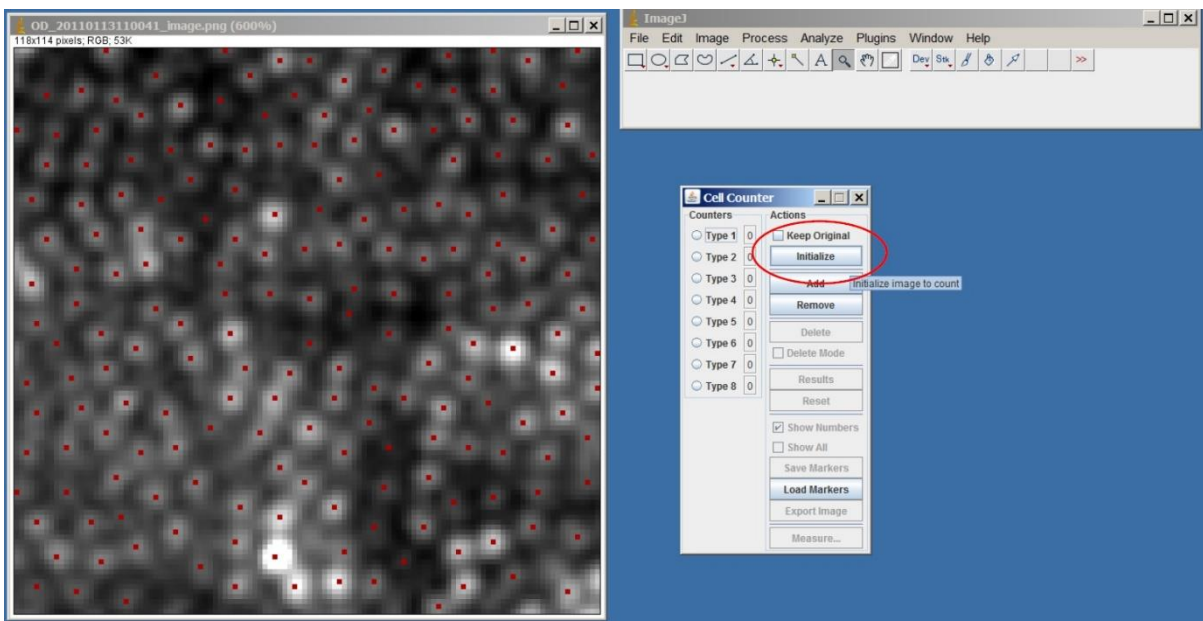 OD_20110113110041_image.png (600%)
118x114 pixels; RGB; 53K
ImageJ
File Edit Image Process Analyze Plugins Window Help
A Dev Stk >>
Cell Counter
Counters
Type 1 0
Type 2 0
Type 3 0
Type 4 0
Type 5 0
Type 6 0
Type 7 0
Type 8 0
Actions
Keep Original
Initialize
Add
Initialize image to count
Remove
Delete
Delete Mode
Results
Reset
Show Numbers
Show All
Save Markers
Load Markers
Export Image
Measure...